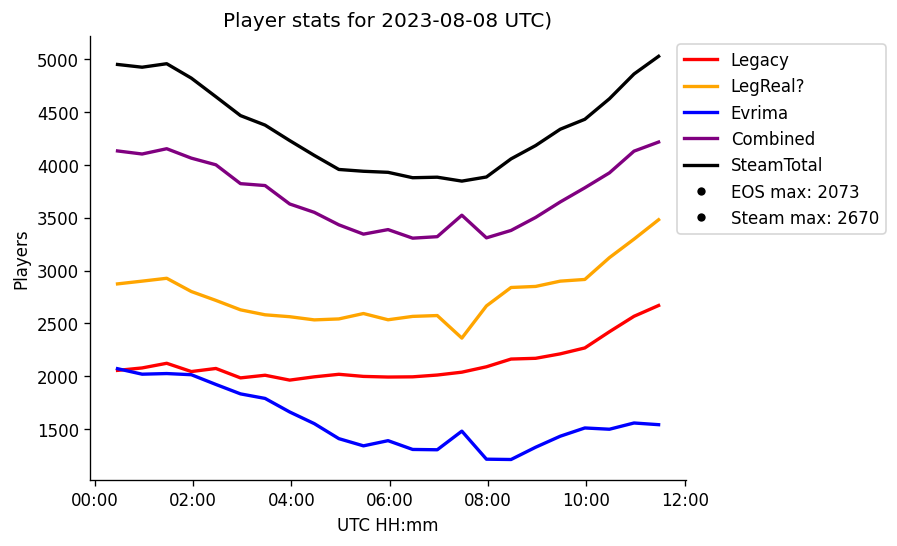 Player stats for 2023-08-08 UTC)
Players
5000
4500
4000
3500
3000
2500
2000
1500
00:00 02:00 04:00 06:00 08:00 10:00 12:00
UTC HH:mm
Legacy
LegReal?
Evrima
Combined
SteamTotal
EOS max: 2073
Steam max: 2670